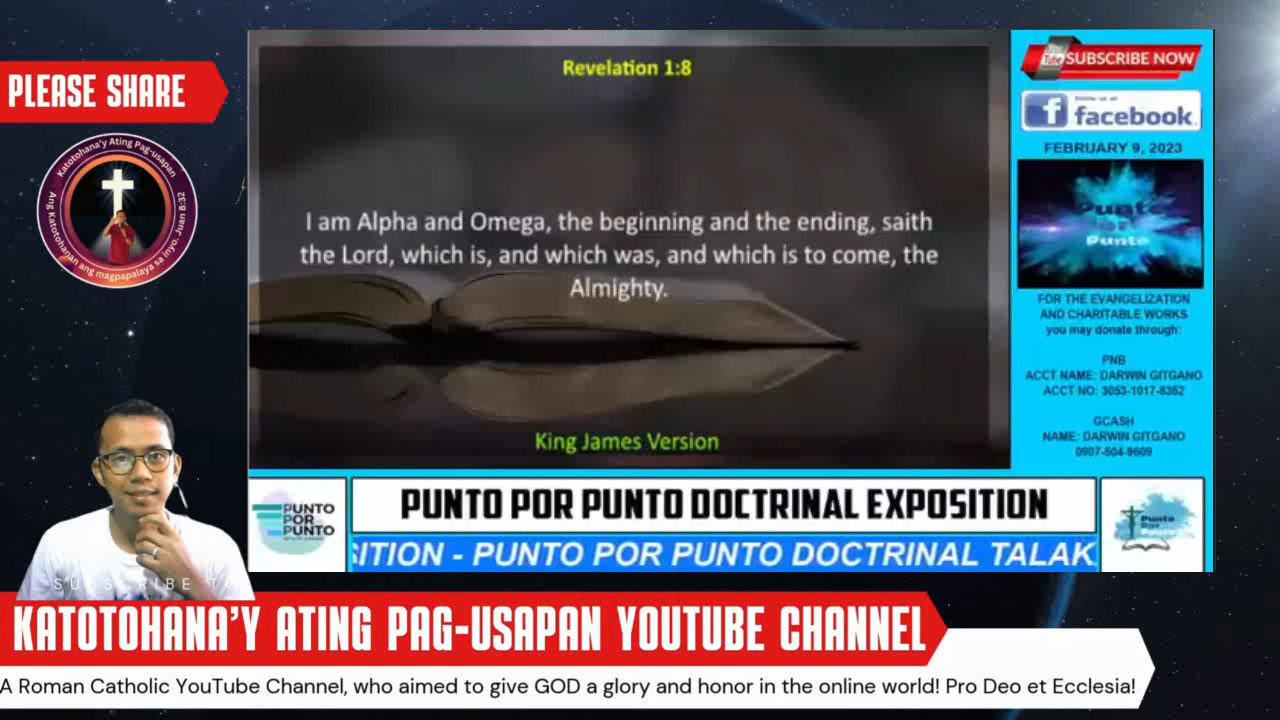 PLEASE SHARE
Katotohana'y Ating Pag-usapan
Ang Katotohanan ang magpapalaya sa inyo. Juan 8:32
Revelation 1:8
I am Alpha and Omega, the beginning and the ending, saith
the Lord, which is, and which was, and which is to come, the
Almighty.
King James Version
You
Tube SUBSCRIBE NOW
facebook
FEBRUARY 9, 2023
Punto
Por
Punto
FOR THE EVANGELIZATION
AND CHARITABLE WORKS
you may donate through:
PNB
ACCT NAME: DARWIN GITGANO
ACCT NO: 3053-1017-8362
GCASH
NAME: DARWIN GITGANO
0907-504-9609
PUNTO
POR
PUNTO
PUNTO POR PUNTO DOCTRINAL EXPOSITION
SITION - PUNTO POR PUNTO DOCTRINAL TALAK
Punto
Por
Punto
SUBSCRIBE TA
KATOTOHANA'Y ATING PAG-USAPAN YOUTUBE CHANNEL
A Roman Catholic YouTube Channel, who aimed to give GOD a glory and honor in the online world! Pro Deo et Ecclesia!